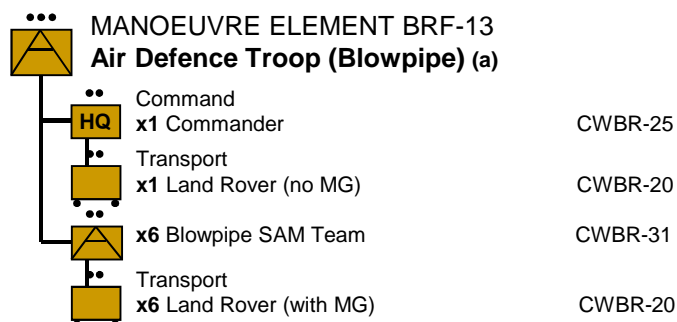 MANOEUVRE ELEMENT BRF-13
Air Defence Troop (Blowpipe) (a)
Command
HQ x1 Commander CWBR-25
Transport
x1 Land Rover (no MG) CWBR-20
x6 Blowpipe SAM Team CWBR-31
Transport
x6 Land Rover (with MG) CWBR-20